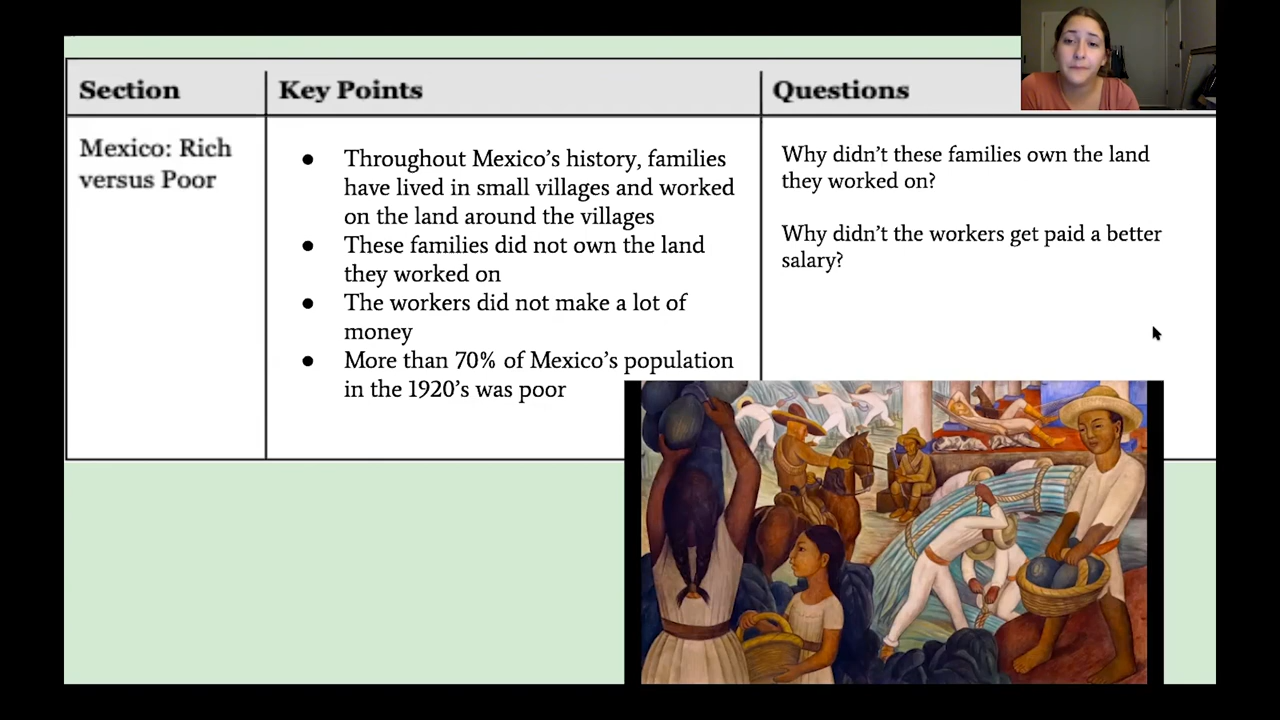 Section
Key Points
Questions
Mexico: Rich
versus Poor
● Throughout Mexico's history, families
have lived in small villages and worked
on the land around the villages
● These families did not own the land
they worked on
● The workers did not make a lot of
money
● More than 70% of Mexico's population
in the 1920's was poor
Why didn't these families own the land
they worked on?
Why didn't the workers get paid a better
salary?